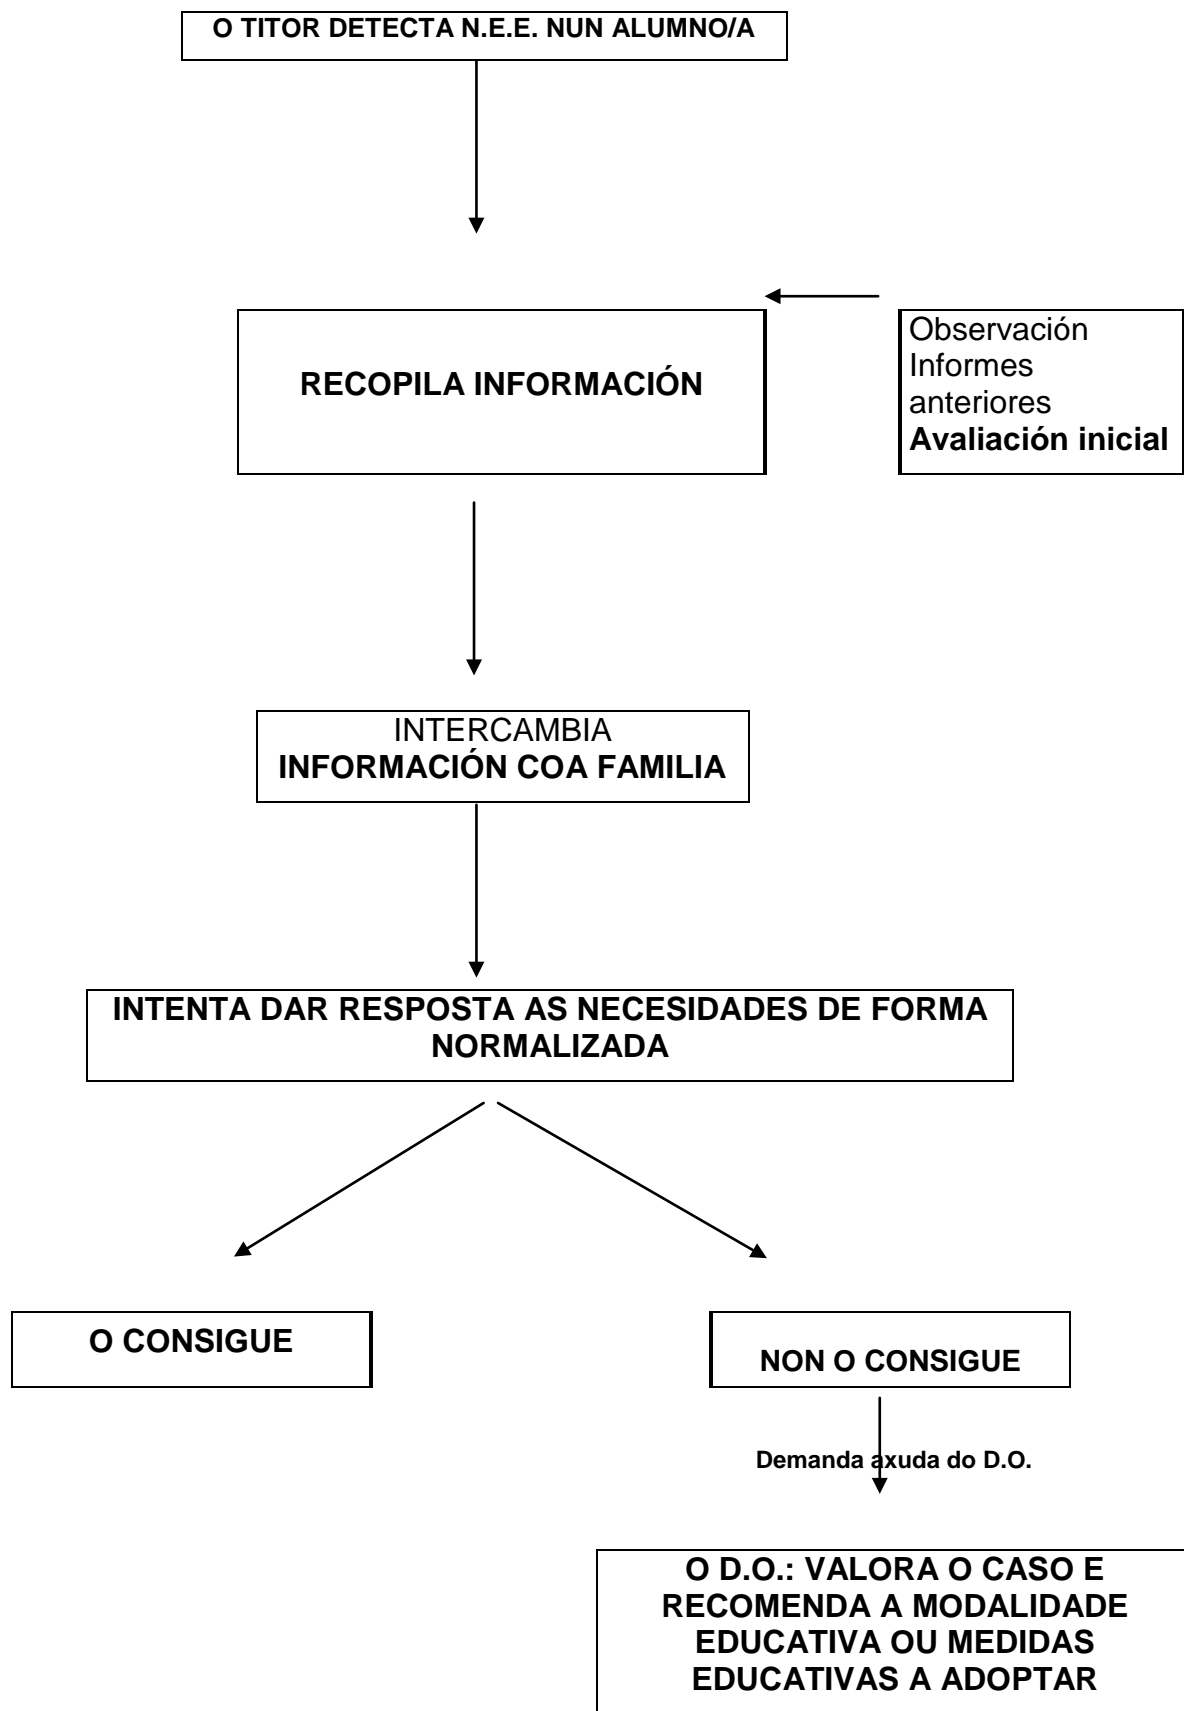 O TITOR DETECTA N.E.E. NUN ALUMNO/A
RECOPILA INFORMACIÓN
Observación
Informes
anteriores
Avaliación inicial
INTERCAMBIA
INFORMACIÓN COA FAMILIA
INTENTA DAR RESPOSTA AS NECESIDADES DE FORMA
NORMALIZADA
O CONSIGUE
NON O CONSIGUE
Demanda axuda do D.O.
O D.O.: VALORA O CASO E
RECOMENDA A MODALIDADE
EDUCATIVA OU MEDIDAS
EDUCATIVAS A ADOPTAR